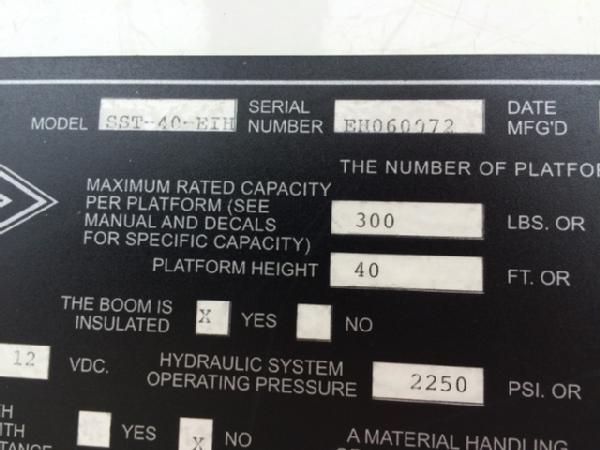 MODEL SST-40-EIH SERIAL NUMBER EH060972 DATE MFG'D
THE NUMBER OF
MAXIMUM RATED CAPACITY
PER PLATFORM (SEE
MANUAL AND DECALS
FOR SPECIFIC CAPACITY) 300 LBS. OR
PLATFORM HEIGHT 40 FT. OR
THE BOOM IS
INSULATED X YES NO
12 VDC. HYDRAULIC SYSTEM
OPERATING PRESSURE 2250 PSI. OR
YES X NO
A MATERIAL HANDLING